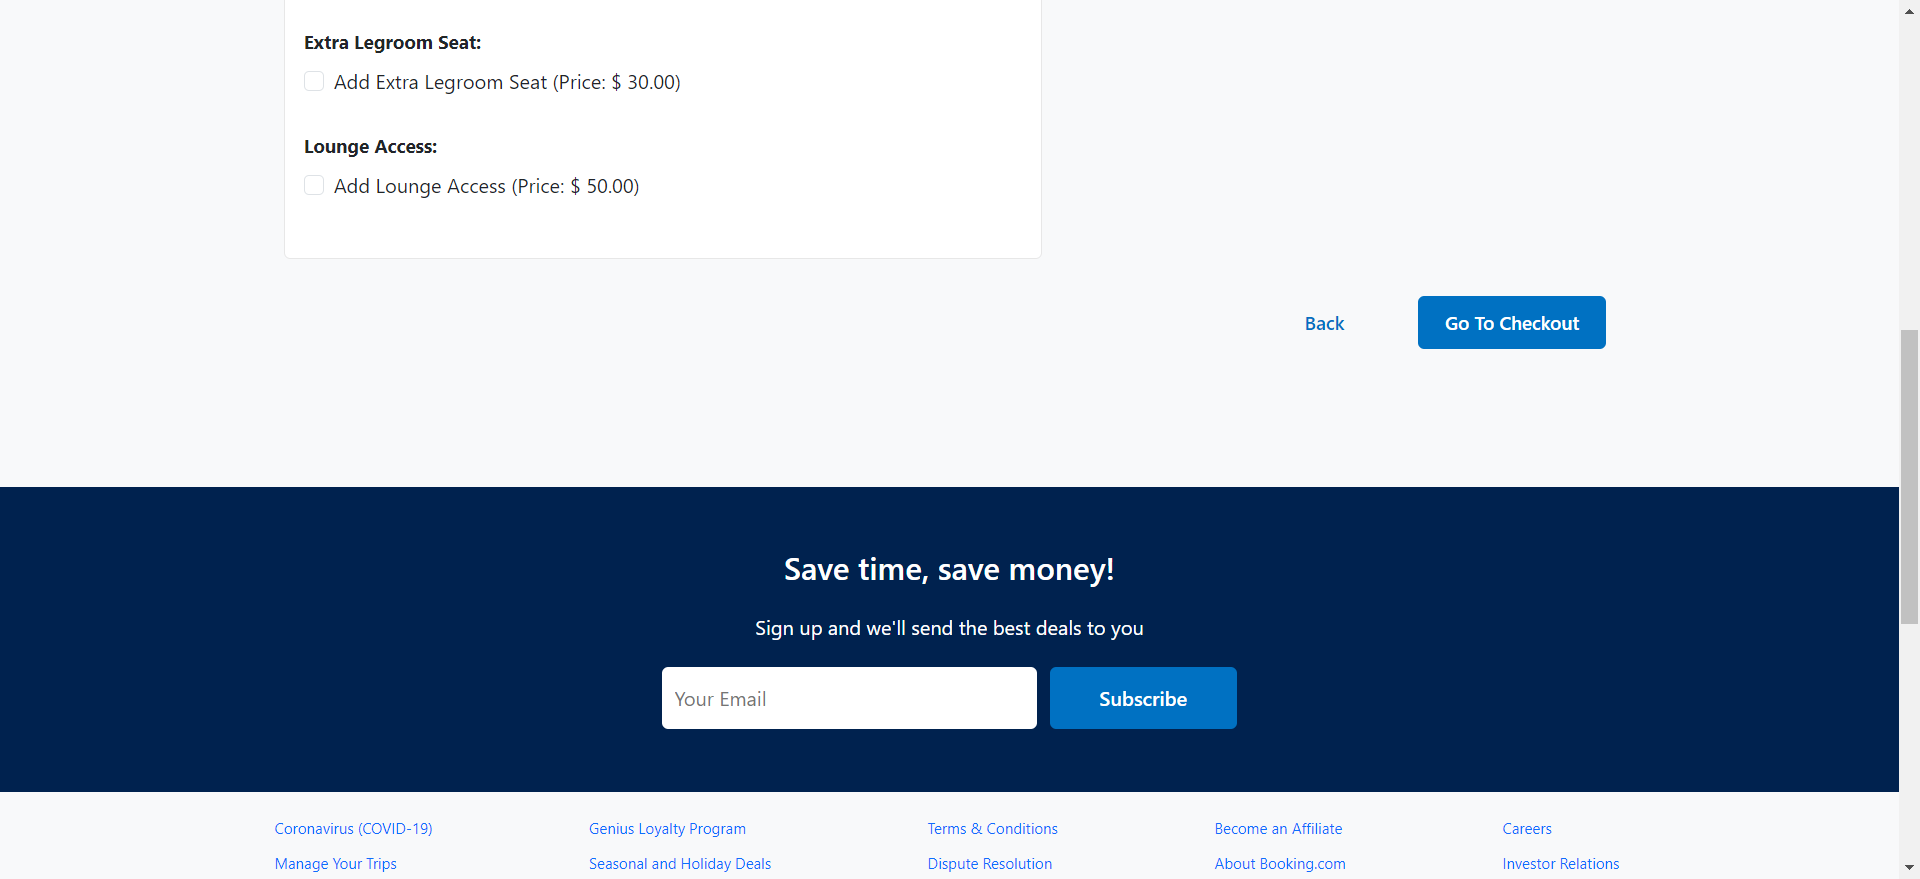 Extra Legroom Seat:
Add Extra Legroom Seat (Price: $ 30.00)
Lounge Access:
Add Lounge Access (Price: $ 50.00)
Back
Go To Checkout
Save time, save money!
Sign up and we'll send the best deals to you
Your Email
Subscribe
Coronavirus (COVID-19)
Genius Loyalty Program
Terms & Conditions
Become an Affiliate
Careers
Manage Your Trips
Seasonal and Holiday Deals
Dispute Resolution
About Booking.com
Investor Relations